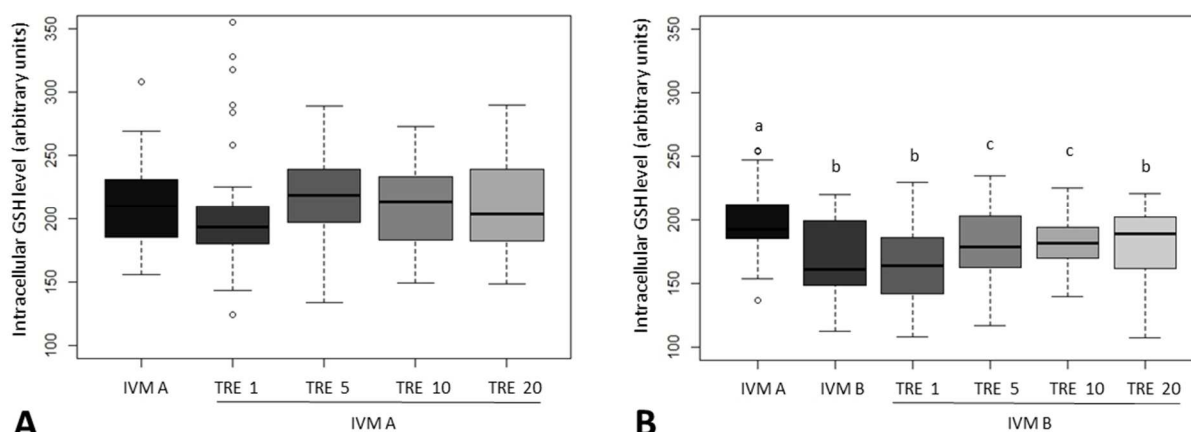 Intracellular GSH level (arbitrary units)
350
300
250
200
150
100
IVM A TRE 1 TRE 5 TRE 10 TRE 20
IVM A
A
Intracellular GSH level (arbitrary units)
350
300
250
200
150
100
a b b c c b
IVM A IVM B TRE 1 TRE 5 TRE 10 TRE 20
IVM B
B